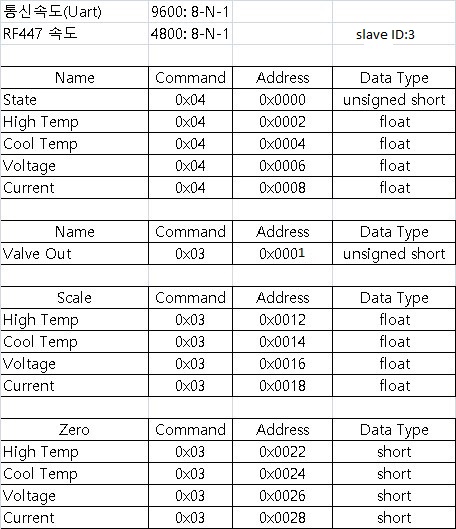 통신속도(Uart) 9600: 8-N-1
RF447 속도 4800: 8-N-1 slave ID:3
Name Command Address Data Type
State 0x04 0x0000 unsigned short
High Temp 0x04 0x0002 float
Cool Temp 0x04 0x0004 float
Voltage 0x04 0x0006 float
Current 0x04 0x0008 float
Name Command Address Data Type
Valve Out 0x03 0x0001 unsigned short
Scale Command Address Data Type
High Temp 0x03 0x0012 float
Cool Temp 0x03 0x0014 float
Voltage 0x03 0x0016 float
Current 0x03 0x0018 float
Zero Command Address Data Type
High Temp 0x03 0x0022 short
Cool Temp 0x03 0x0024 short
Voltage 0x03 0x0026 short
Current 0x03 0x0028 short